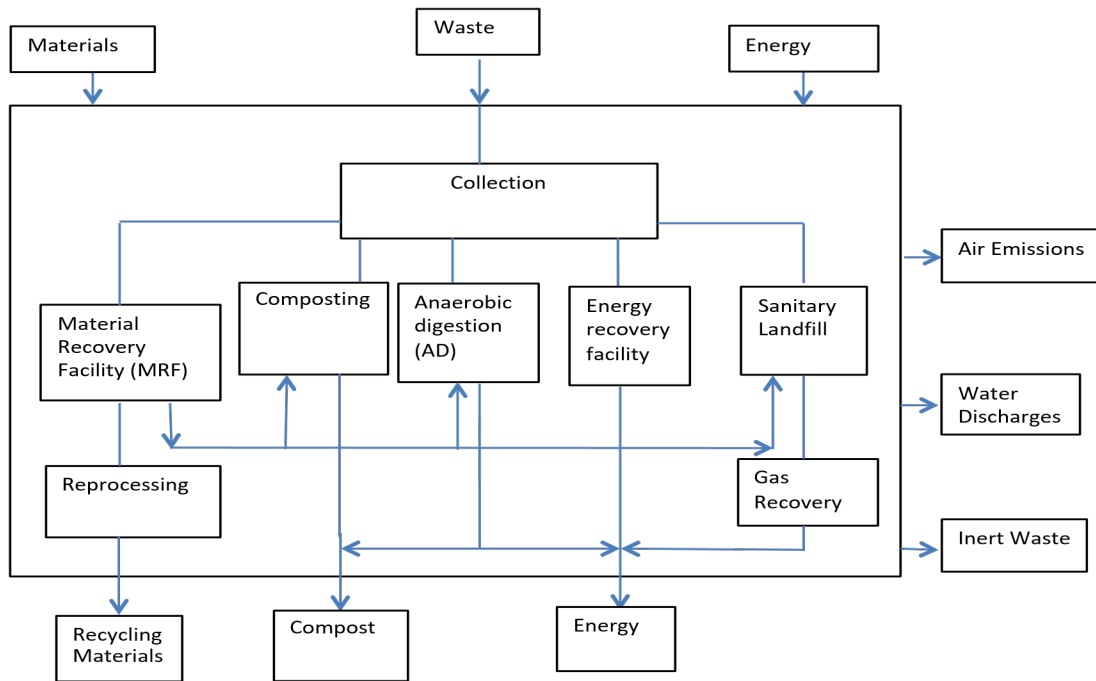 Materials
Waste
Energy
Collection
Air Emissions
Material
Recovery
Facility (MRF)
Composting
Anaerobic
digestion
(AD)
Energy
recovery
facility
Sanitary
Landfill
Water
Discharges
Reprocessing
Gas
Recovery
Inert Waste
Recycling
Materials
Compost
Energy